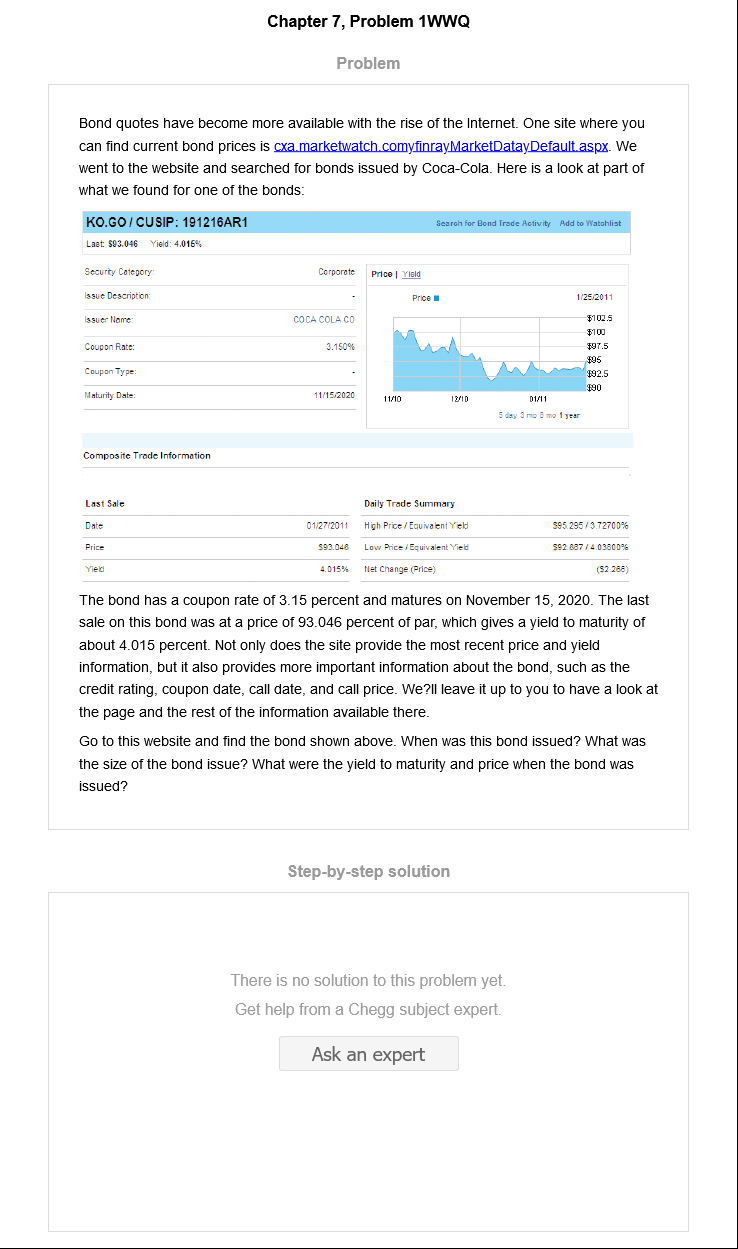 Chapter 7, Problem 1WWQ
Problem
Bond quotes have become more available with the rise of the Internet. One site where you
can find current bond prices is cxa.marketwatch.comyfinrayMarketDatayDefault.aspx. We
went to the website and searched for bonds issued by Coca-Cola. Here is a look at part of
what we found for one of the bonds:
KO.GO / CUSIP: 191216AR1
Search for Bond Trade Activity Add to Watchlist
Last: $93.046 Yield: 4.015%
Security Category: Corporate
Issue Description: -
Issuer Name: COCA COLA CO
Coupon Rate: 3.150%
Coupon Type: -
Maturity Date: 11/15/2020
Price | Yield
Price 1/25/2011
$102.5
$100
$97.5
$95
$92.5
$90
11/10 12/10 01/11
5 day 3 mo 6 mo 1 year
Composite Trade Information
Last Sale
Date 01/27/2011
Price $93.046
Yield 4.015%
Daily Trade Summary
High Price / Equivalent Yield $95.295 / 3.72700%
Low Price / Equivalent Yield $92.887 / 4.03800%
Net Change (Price) ($2.268)
The bond has a coupon rate of 3.15 percent and matures on November 15, 2020. The last
sale on this bond was at a price of 93.046 percent of par, which gives a yield to maturity of
about 4.015 percent. Not only does the site provide the most recent price and yield
information, but it also provides more important information about the bond, such as the
credit rating, coupon date, call date, and call price. We?ll leave it up to you to have a look at
the page and the rest of the information available there.
Go to this website and find the bond shown above. When was this bond issued? What was
the size of the bond issue? What were the yield to maturity and price when the bond was
issued?
Step-by-step solution
There is no solution to this problem yet.
Get help from a Chegg subject expert.
Ask an expert